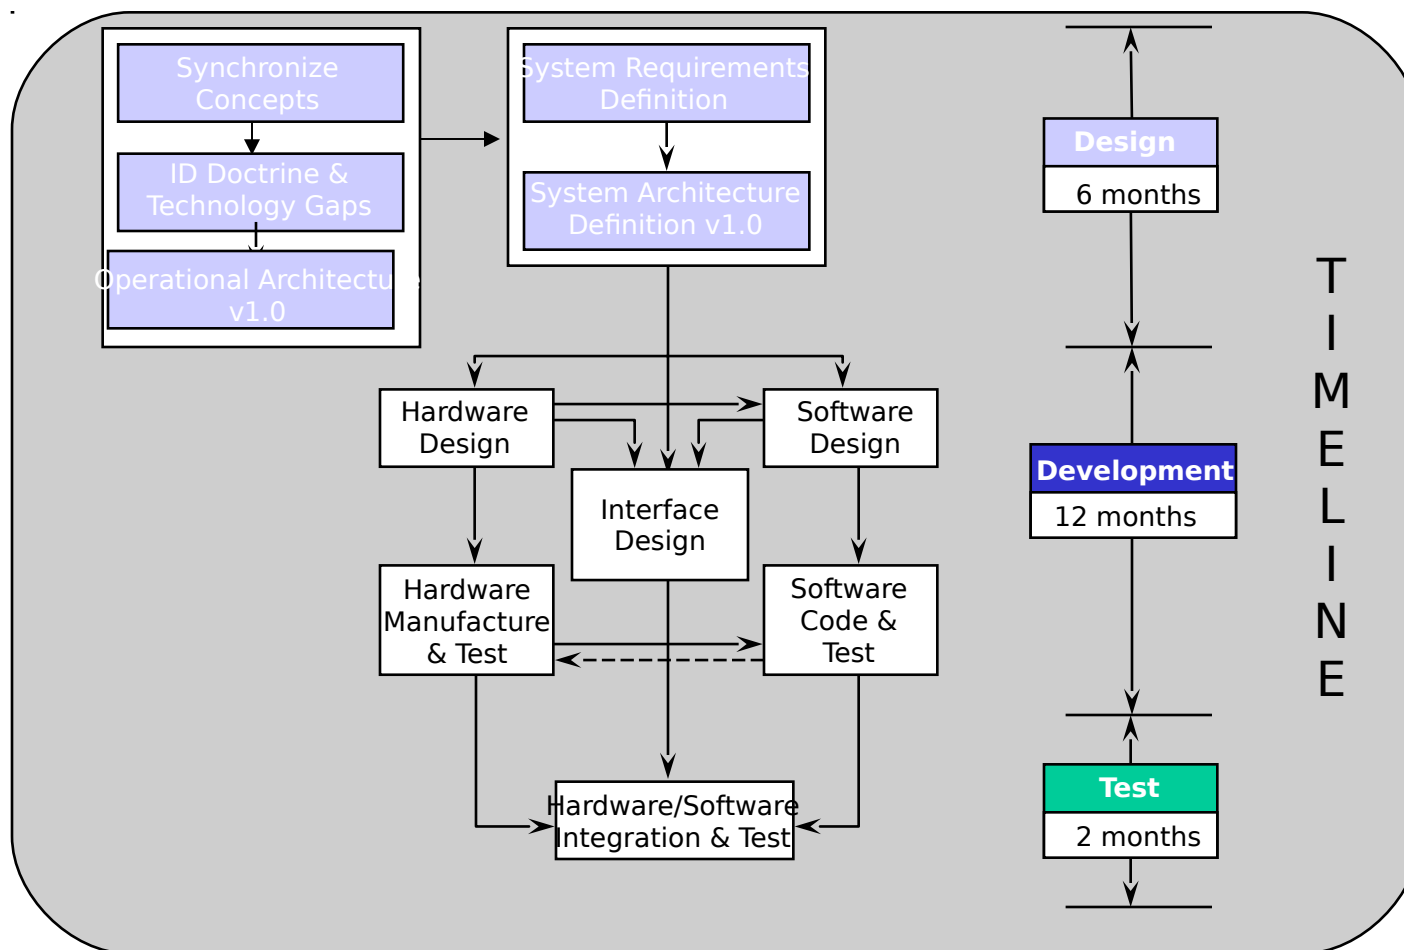 Synchronize
Concepts
ID Doctrine &
Technology Gaps
Operational Architecture
v1.0
System Requirements
Definition
System Architecture
Definition v1.0
Hardware
Design
Software
Design
Interface
Design
Hardware
Manufacture
& Test
Software
Code &
Test
Hardware/Software
Integration & Test
Design
6 months
Development
12 months
Test
2 months
T
I
M
E
L
I
N
E